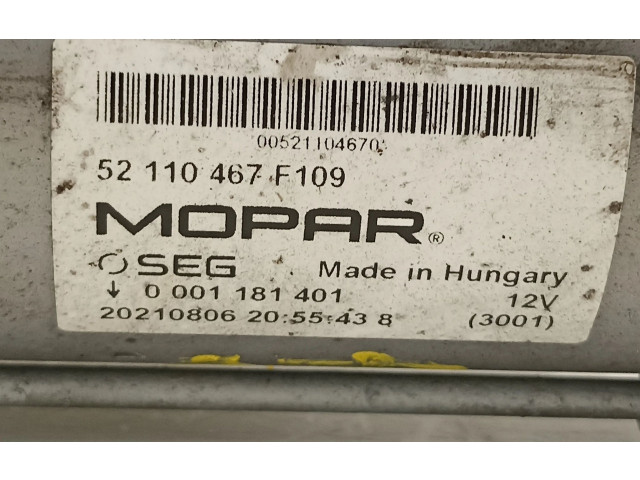 00521104670
52 110 467 F109
MOPAR®
SEG Made in Hungary
↓ 0 001 181 401 12V
20210806 20:55:43 8 (3001)